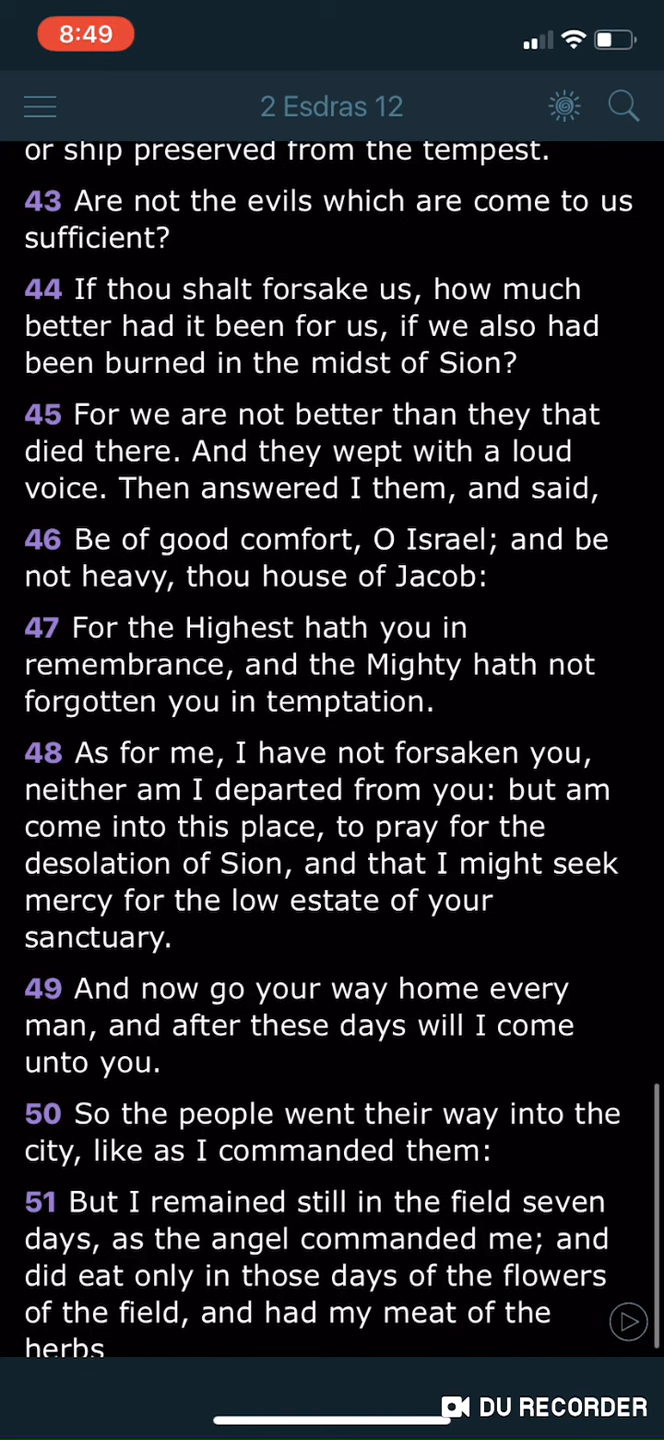 8:49
2 Esdras 12
or ship preserved from the tempest.
43 Are not the evils which are come to us
sufficient?
44 If thou shalt forsake us, how much
better had it been for us, if we also had
been burned in the midst of Sion?
45 For we are not better than they that
died there. And they wept with a loud
voice. Then answered I them, and said,
46 Be of good comfort, O Israel; and be
not heavy, thou house of Jacob:
47 For the Highest hath you in
remembrance, and the Mighty hath not
forgotten you in temptation.
48 As for me, I have not forsaken you,
neither am I departed from you: but am
come into this place, to pray for the
desolation of Sion, and that I might seek
mercy for the low estate of your
sanctuary.
49 And now go your way home every
man, and after these days will I come
unto you.
50 So the people went their way into the
city, like as I commanded them:
51 But I remained still in the field seven
days, as the angel commanded me; and
did eat only in those days of the flowers
of the field, and had my meat of the
herbs
DU RECORDER